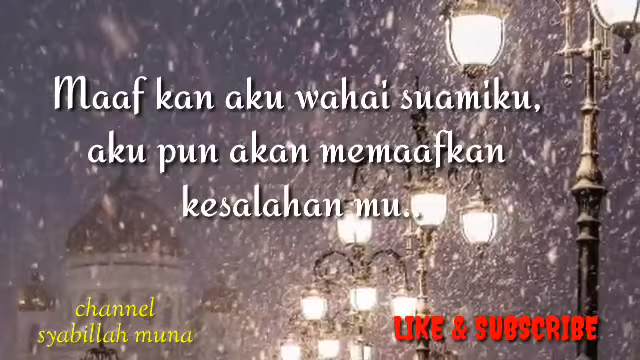 Maaf kan aku wahai suamiku,
aku pun akan memaafkan
kesalahan mu..
channel
syabillah muna
LIKE & SUBSCRIBE